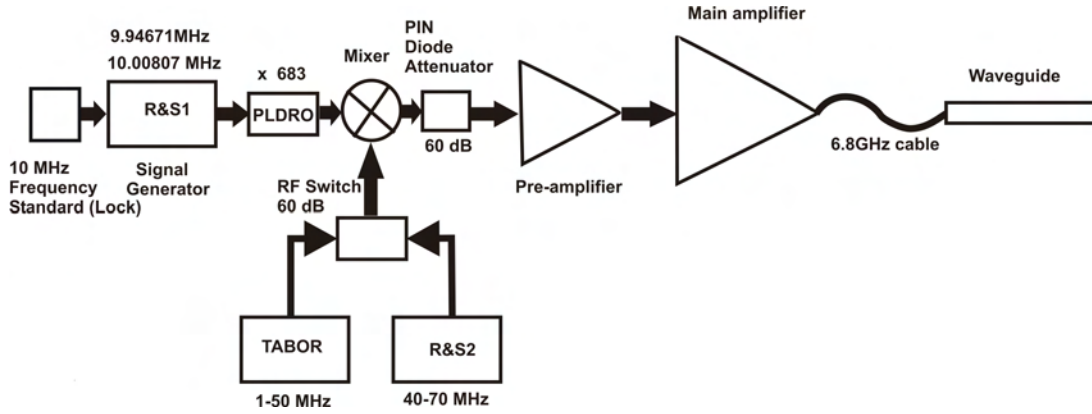 9.94671MHz
10.00807 MHz
R&S1
Signal
Generator
10 MHz
Frequency
Standard (Lock)
x 683
PLDRO
Mixer
PIN
Diode
Attenuator
60 dB
RF Switch
60 dB
TABOR
1-50 MHz
R&S2
40-70 MHz
Pre-amplifier
Main amplifier
6.8GHz cable
Waveguide